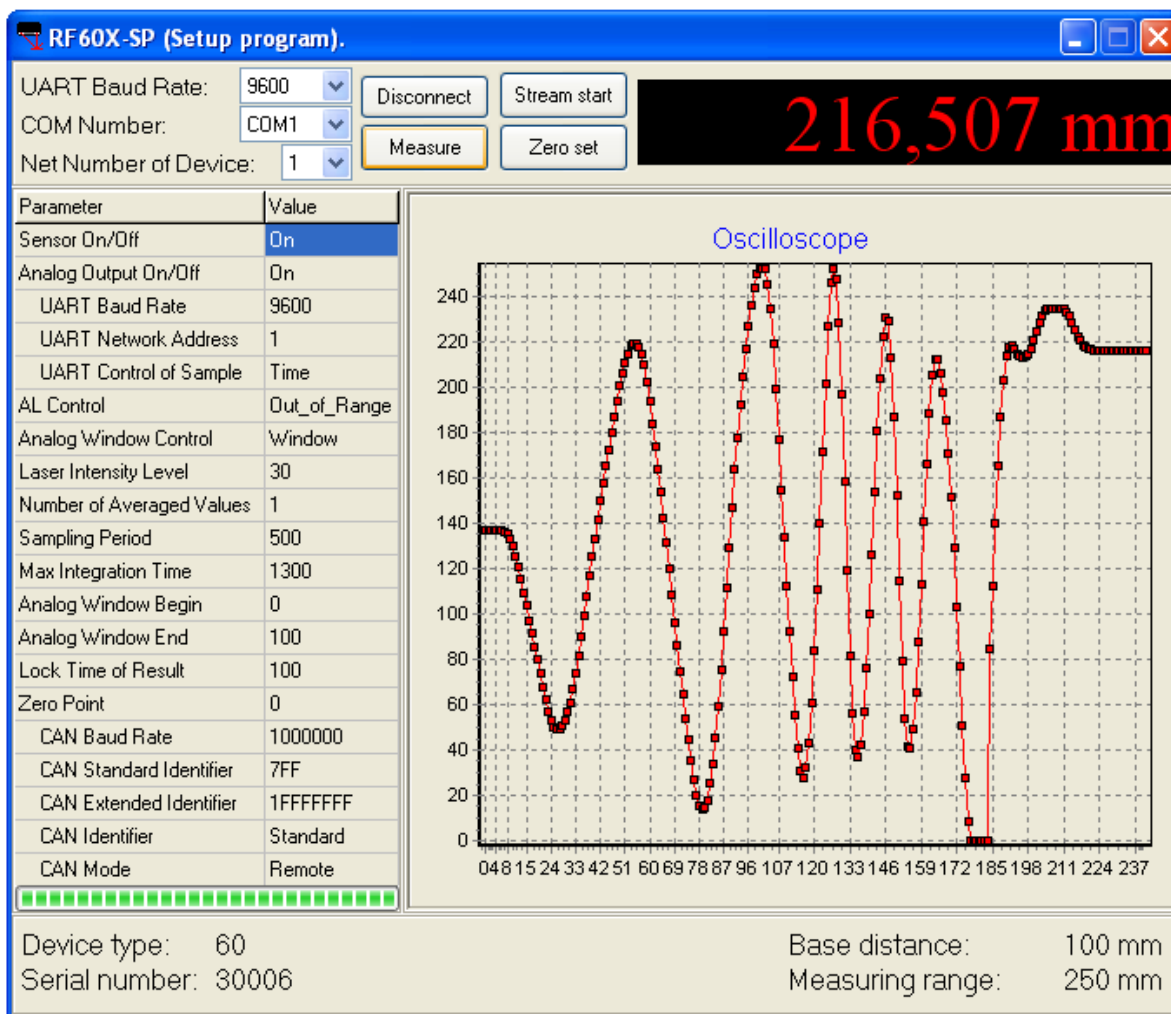 RF60X-SP (Setup program).
UART Baud Rate: 9600 Disconnect Stream start
COM Number: COM1
Net Number of Device: 1 Measure Zero set
216,507 mm
Parameter Value
Sensor On/Off On
Analog Output On/Off On
UART Baud Rate 9600
UART Network Address 1
UART Control of Sample Time
AL Control Out_of_Range
Analog Window Control Window
Laser Intensity Level 30
Number of Averaged Values 1
Sampling Period 500
Max Integration Time 1300
Analog Window Begin 0
Analog Window End 100
Lock Time of Result 100
Zero Point 0
CAN Baud Rate 1000000
CAN Standard Identifier 7FF
CAN Extended Identifier 1FFFFFFF
CAN Identifier Standard
CAN Mode Remote
Oscilloscope
240
220
200
180
160
140
120
100
80
60
40
20
0
0 4 8 15 24 33 42 51 60 69 78 87 96 107 120 133 146 159 172 185 198 211 224 237
Device type: 60
Serial number: 30006
Base distance: 100 mm
Measuring range: 250 mm